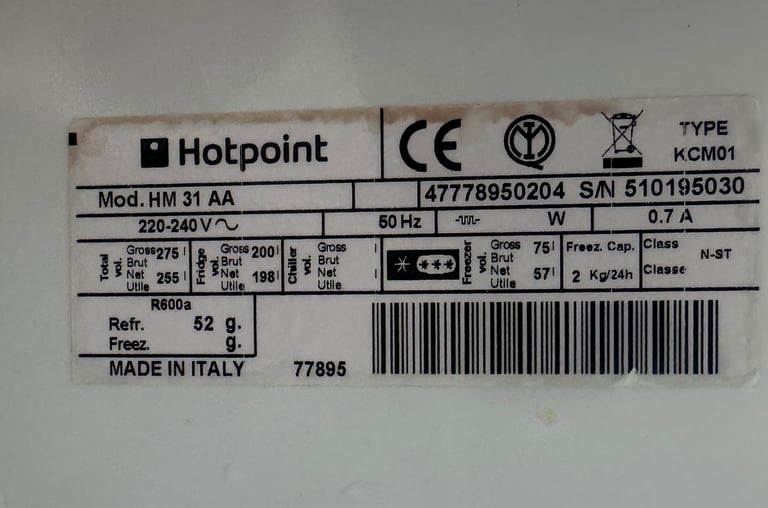 Hotpoint
CE
TYPE
KCM01
Mod. HM 31 AA
47778950204 S/N 510195030
220-240 V 50 Hz W 0.7 A
Total vol. Gross 275 l
Brut
Net 255 l
Utile
Fridge vol. Gross 200 l
Brut
Net 198 l
Utile
Chiller vol. Gross l
Brut
Net l
Utile
Freezer vol. Gross 75 l
Brut
Net 57 l
Utile
Freez. Cap.
2 Kg/24h
Class
N-ST
Classe
R600a
Refr. 52 g.
Freez. g.
MADE IN ITALY 77895